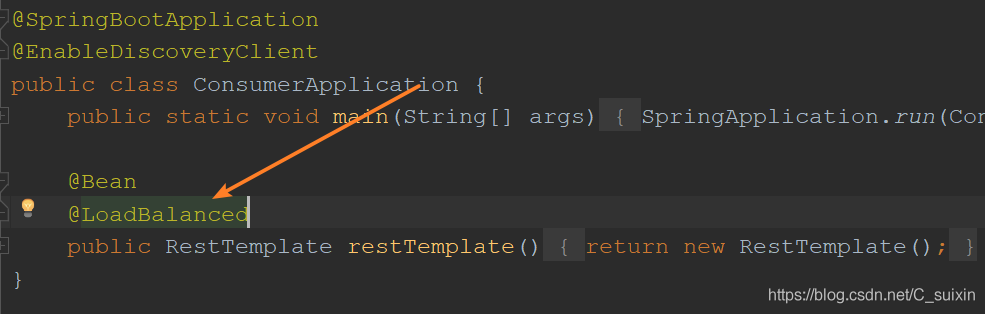 @SpringBootApplication
@EnableDiscoveryClient
public class ConsumerApplication {
public static void main(String[] args) { SpringApplication.run(Con
@Bean
@LoadBalanced
public RestTemplate restTemplate() { return new RestTemplate(); }
}
https://blog.csdn.net/C_suixin